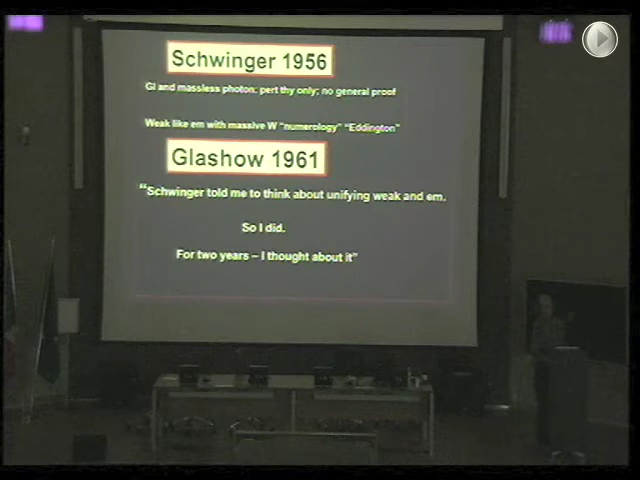 Schwinger 1956
GI and massless photon: pert thy only; no general proof
Weak like em with massive W "numerology" "Eddington"
Glashow 1961
"Schwinger told me to think about unifying weak and em.
So I did.
For two years – I thought about it"